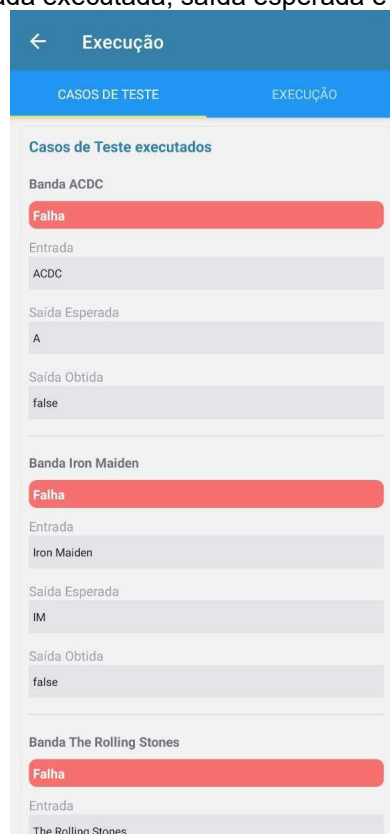 executada, saída esperada e
Execução
CASOS DE TESTE EXECUÇÃO
Casos de Teste executados
Banda ACDC
Falha
Entrada
ACDC
Saída Esperada
A
Saída Obtida
false
Banda Iron Maiden
Falha
Entrada
Iron Maiden
Saída Esperada
IM
Saída Obtida
false
Banda The Rolling Stones
Falha
Entrada
The Rolling Stones